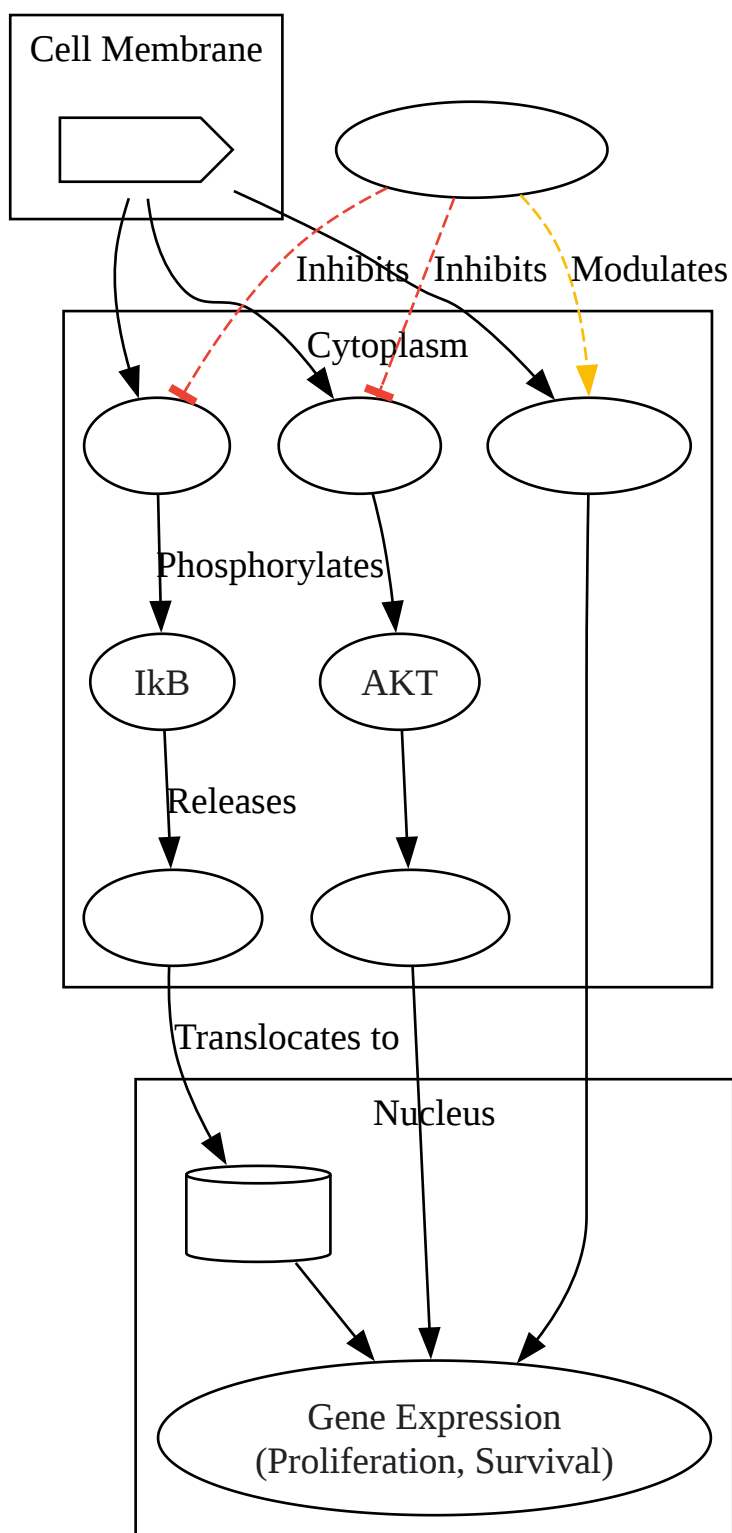 Cell Membrane
Inhibits
Inhibits
Modulates
Cytoplasm
Phosphorylates
IkB
AKT
Releases
Translocates to
Nucleus
Gene Expression
(Proliferation, Survival)